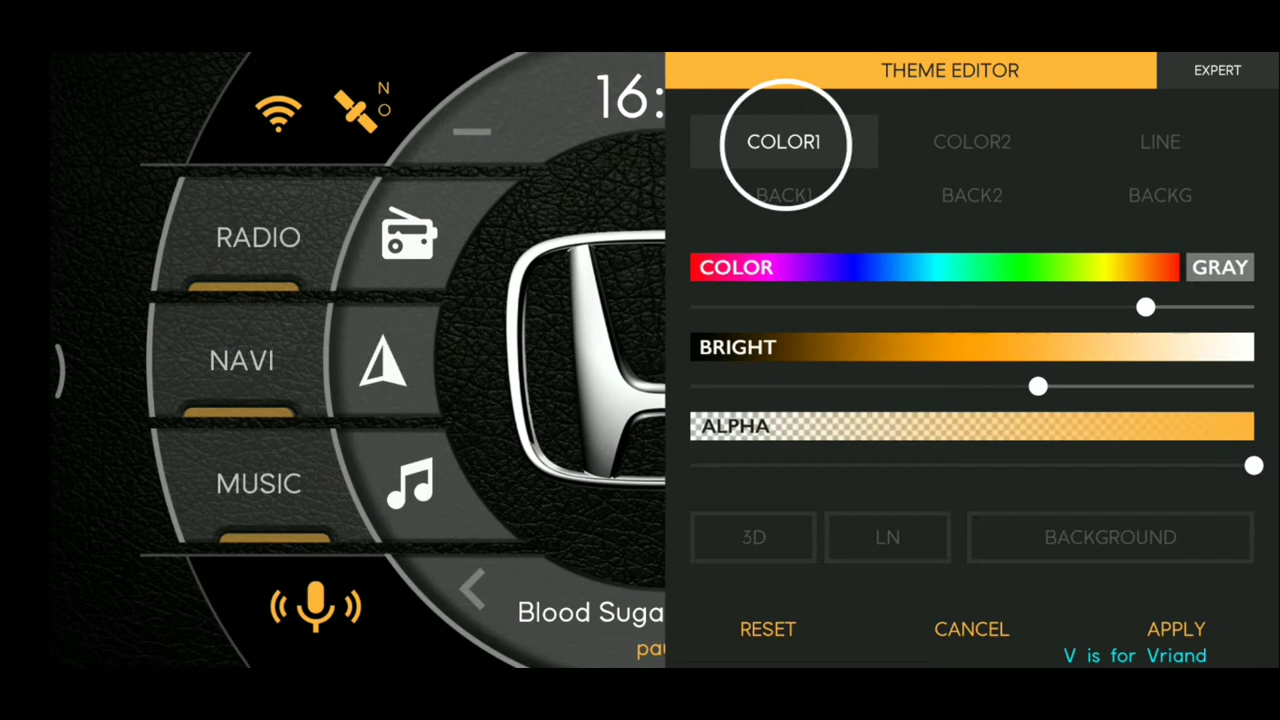 N
O
16:
RADIO
NAVI
MUSIC
Blood Suga
pau
THEME EDITOR
EXPERT
COLOR1
COLOR2
LINE
BACK1
BACK2
BACKG
COLOR
GRAY
BRIGHT
ALPHA
3D
LN
BACKGROUND
RESET
CANCEL
APPLY
V is for Vriand